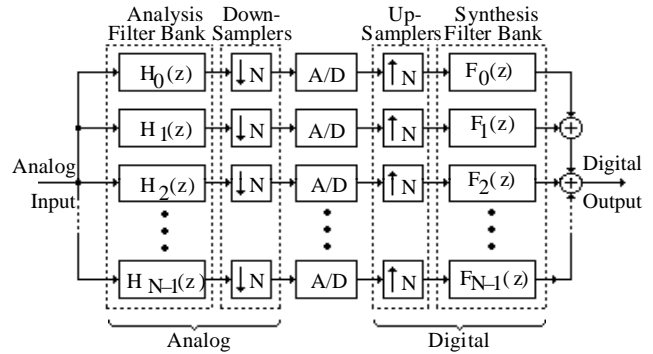 Analysis Filter Bank
Down-Samplers
Up-Samplers
Synthesis Filter Bank
H0(z) ↓N A/D ↑N F0(z)
H1(z) ↓N A/D ↑N F1(z) +
Analog Input
H2(z) ↓N A/D ↑N F2(z) +
Digital Output
HN–1(z) ↓N A/D ↑N FN–1(z)
Analog
Digital